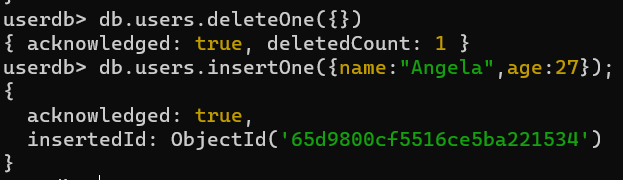 userdb> db.users.deleteOne({})
{ acknowledged: true, deletedCount: 1 }
userdb> db.users.insertOne({name:"Angela",age:27});
{
  acknowledged: true,
  insertedId: ObjectId('65d9800cf5516ce5ba221534')
}